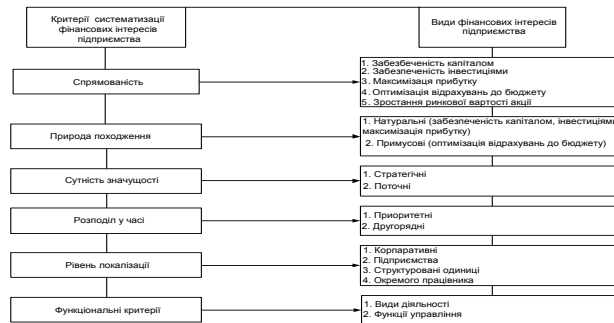 Критерії систематизації
фінансових інтересів
підприємства
Види фінансових інтересів
підприємства
Спрямованість
1. Забезбеченість капіталом
2. Забезпеченість інвестиціями
3. Максимізаця прибутку
4. Оптимізація відрахувань до бюджету
5. Зростання ринкової вартості акції
Природа походження
1. Натуральні (забезпеченість капіталом, інвестиціями
максимізація прибутку)
2. Примусові (оптимізація відрахувань до бюджету)
Сутність значущості
1. Стратегічні
2. Поточні
Розподіл у часі
1. Приоритетні
2. Другорядні
Рівень локалізації
1. Корпаративні
2. Підприємства
3. Структуровані одиниці
4. Окремого працівника
Функціональні критерії
1. Види діяльності
2. Функції управління